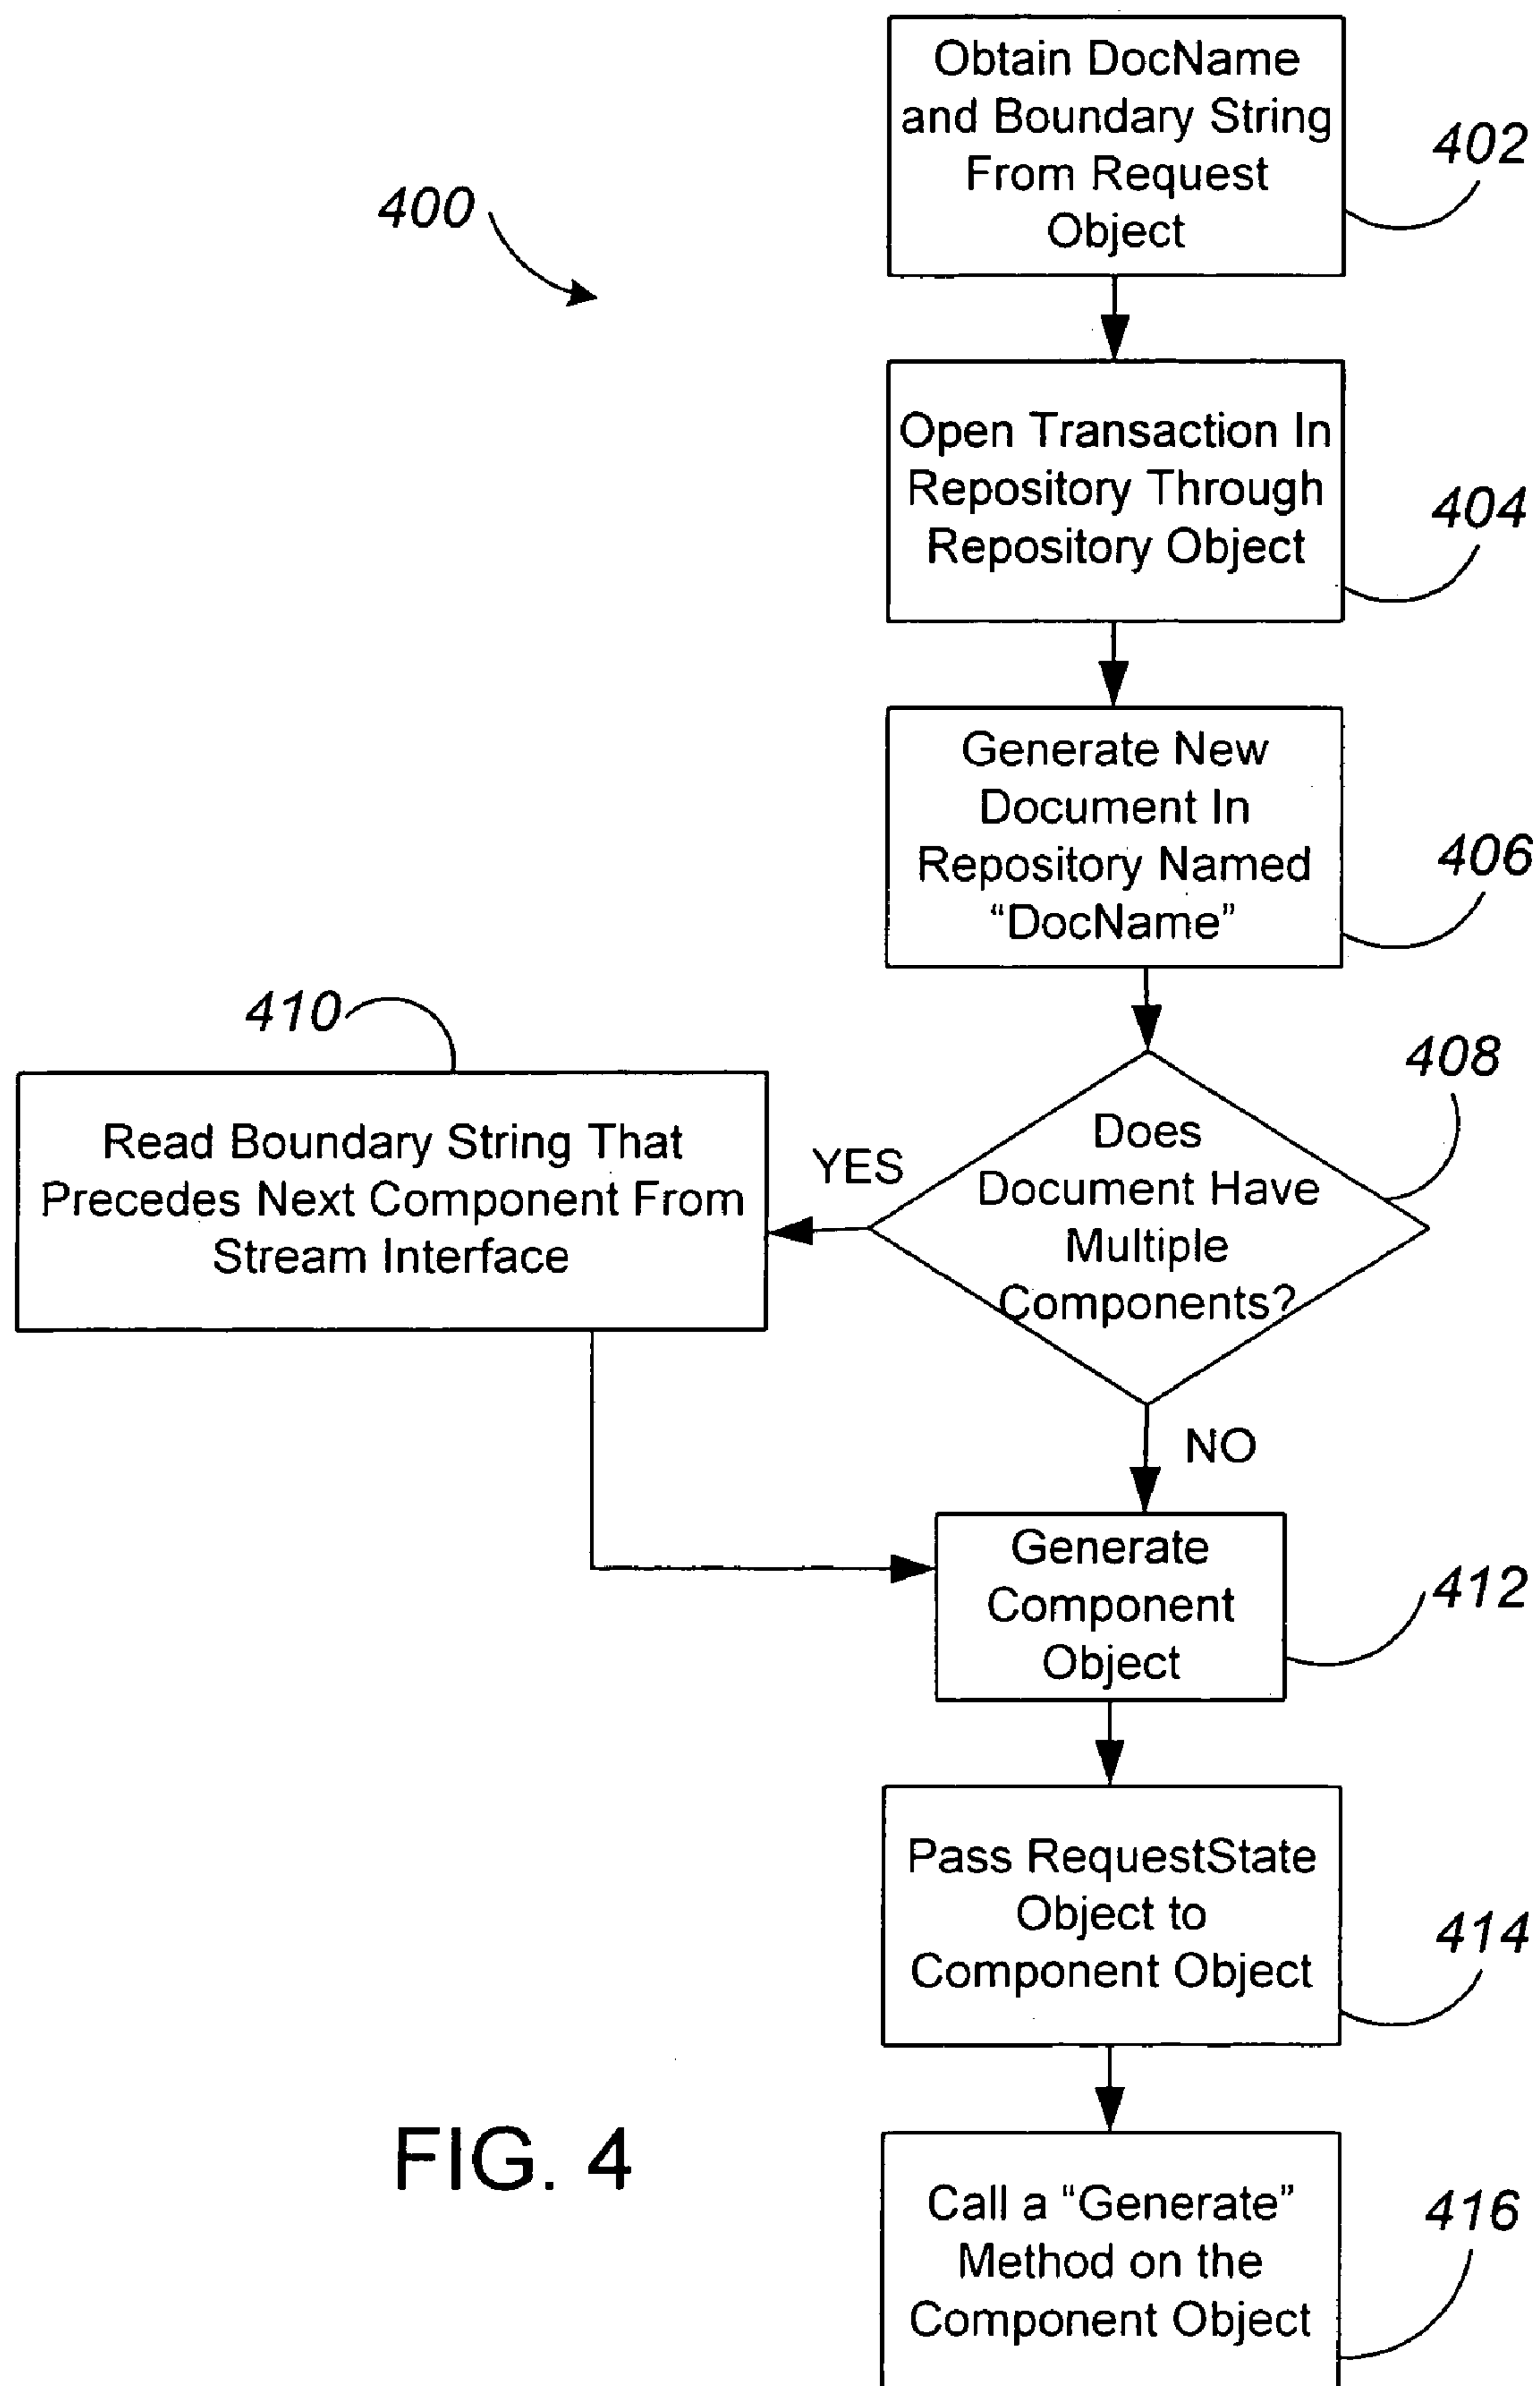 Obtain DocName
and Boundary String
From Request
Object
402
400
Open Transaction In
Repository Through
Repository Object
404
Generate New
Document In
Repository Named
“DocName”
406
410
408
Read Boundary String That
Precedes Next Component From
Stream Interface
YES
Does
Document Have
Multiple
Components?
NO
Generate
Component
Object
412
Pass RequestState
Object to
Component Object
414
FIG. 4
Call a “Generate”
Method on the
Component Object
416